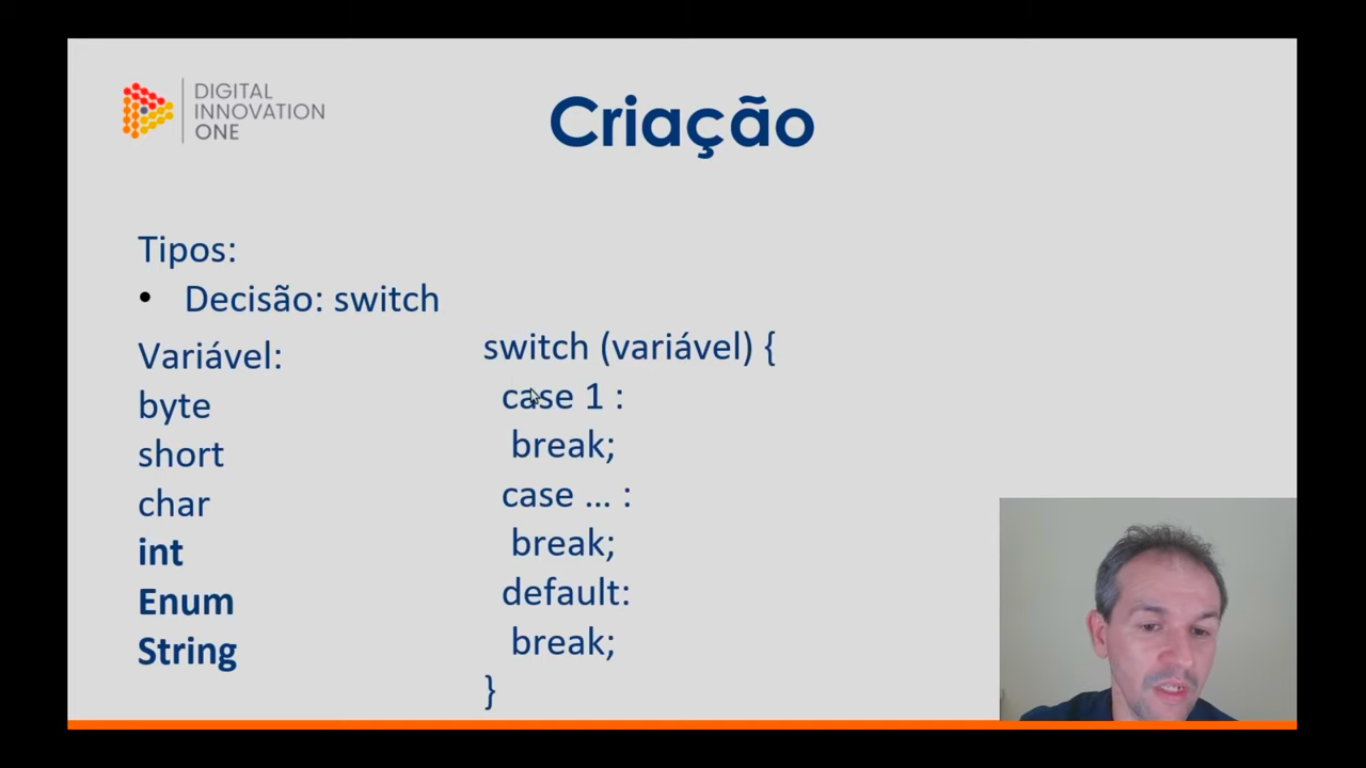 DIGITAL
INNOVATION
ONE
Criação
Tipos:
• Decisão: switch
Variável:
byte
short
char
int
Enum
String
switch (variável) {
case 1 :
break;
case ... :
break;
default:
break;
}